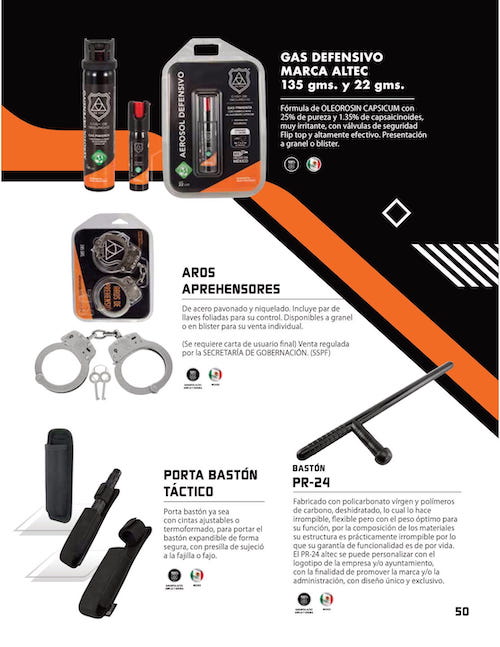 GAS DEFENSIVO
MARCA ALTEC
135 gms. y 22 gms.
Fórmula de OLEOROSIN CAPSICUM con
25% de pureza y 1.35% de capsaicinoides,
muy irritante, con válvulas de seguridad
Flip top y altamente efectivo. Presentación
a granel o blister.
AEROSOL DEFENSIVO
GAS PIMIENTA
AROS
APREHENSORES
De acero pavonado y niquelado. Incluye par de
llaves foliadas para su control. Disponibles a granel
o en blister para su venta individual.
(Se requiere carta de usuario final) Venta regulada
por la SECRETARÍA DE GOBERNACIÓN. (SSPF)
PORTA BASTÓN
TÁCTICO
Porta bastón ya sea
con cintas ajustables o
termoformado, para portar el
bastón expandible de forma
segura, con presilla de sujeció
a la fajilla o fajo.
BASTÓN
PR-24
Fabricado con policarbonato vírgen y polímeros
de carbono, deshidratado, lo cual lo hace
irrompible, flexible pero con el peso óptimo para
su función, por la composición de los materiales
su estructura es prácticamente irrompible por lo
que su garantía de funcionalidad es de por vida.
El PR-24 altec se puede personalizar con el
logotipo de la empresa y/o ayuntamiento,
con la finalidad de promover la marca y/o la
administración, con diseño único y exclusivo.
50